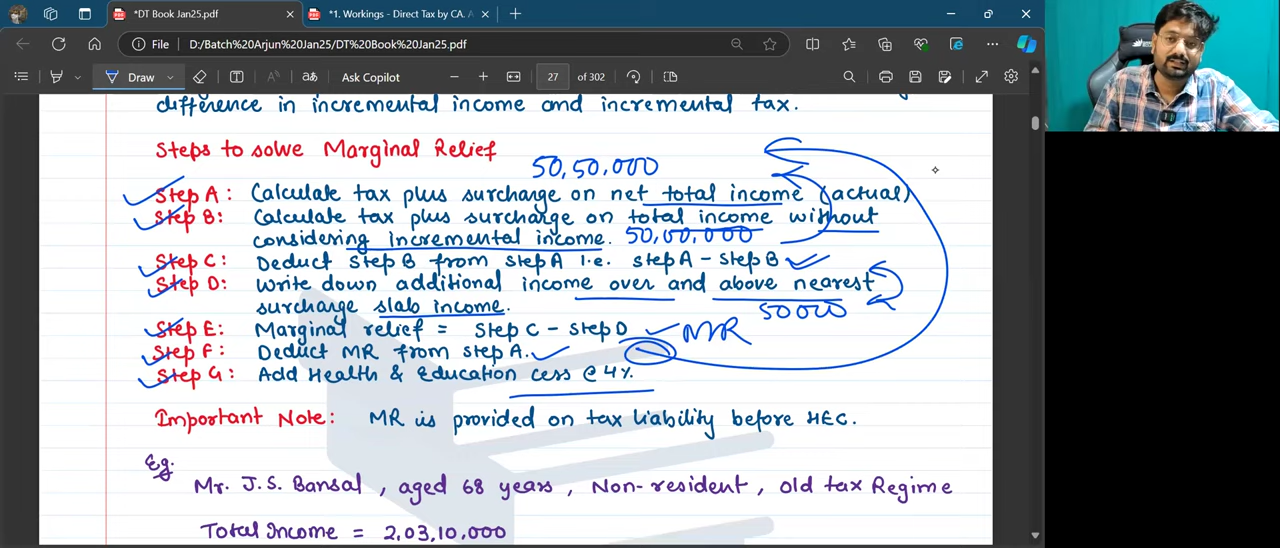 *DT Book Jan25.pdf
*1. Workings - Direct Tax by CA. A
File
D:/Batch%20Arjun%20Jan25/DT%20Book%20Jan25.pdf
Draw
Ask Copilot
27 of 302
difference in incremental income and incremental tax.
Steps to solve Marginal Relief
50,50,000
Step A: Calculate tax plus surcharge on net total income (actual)
Step B: Calculate tax plus surcharge on total income without
considering incremental income. 50,00,000
Step C: Deduct step B from step A i.e. step A - step B
Step D: Write down additional income over and above nearest
surcharge slab income. 50000
Step E: Marginal relief = Step C - Step D MR
Step F: Deduct MR from step A.
Step G: Add Health & Education cess @ 4%.
Important Note: MR is provided on tax liability before HEC.
Eg.
Mr. J.S. Bansal, aged 68 years, Non-resident, Old tax Regime
Total Income = 2,03,10,000